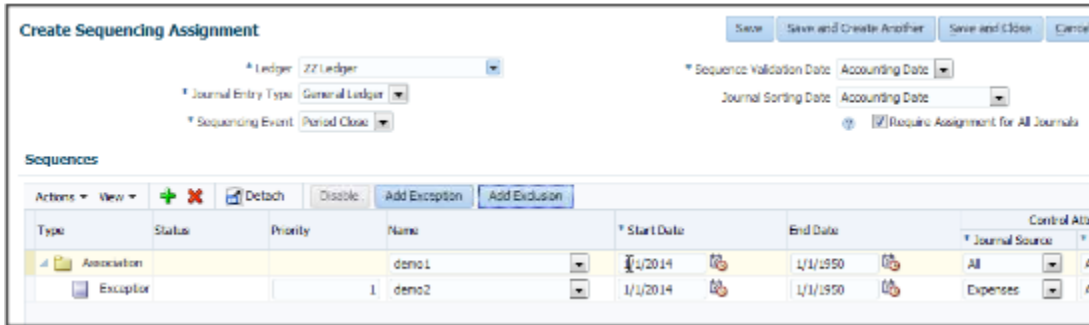 Create Sequencing Assignment Save Save and Create Another Save and Close Cancel
* Ledger ZZ Ledger * Sequence Validation Date Accounting Date
* Journal Entry Type General Ledger Journal Sorting Date Accounting Date
* Sequencing Event Period Close Require Assignment for All Journals
Sequences
Actions View Detach Disable Add Exception Add Exclusion
Control Att
Type Status Priority Name * Start Date End Date * Journal Source *
Association demo1 1/1/2014 1/1/1950 All A
Exception 1 demo2 1/1/2014 1/1/1950 Expenses A